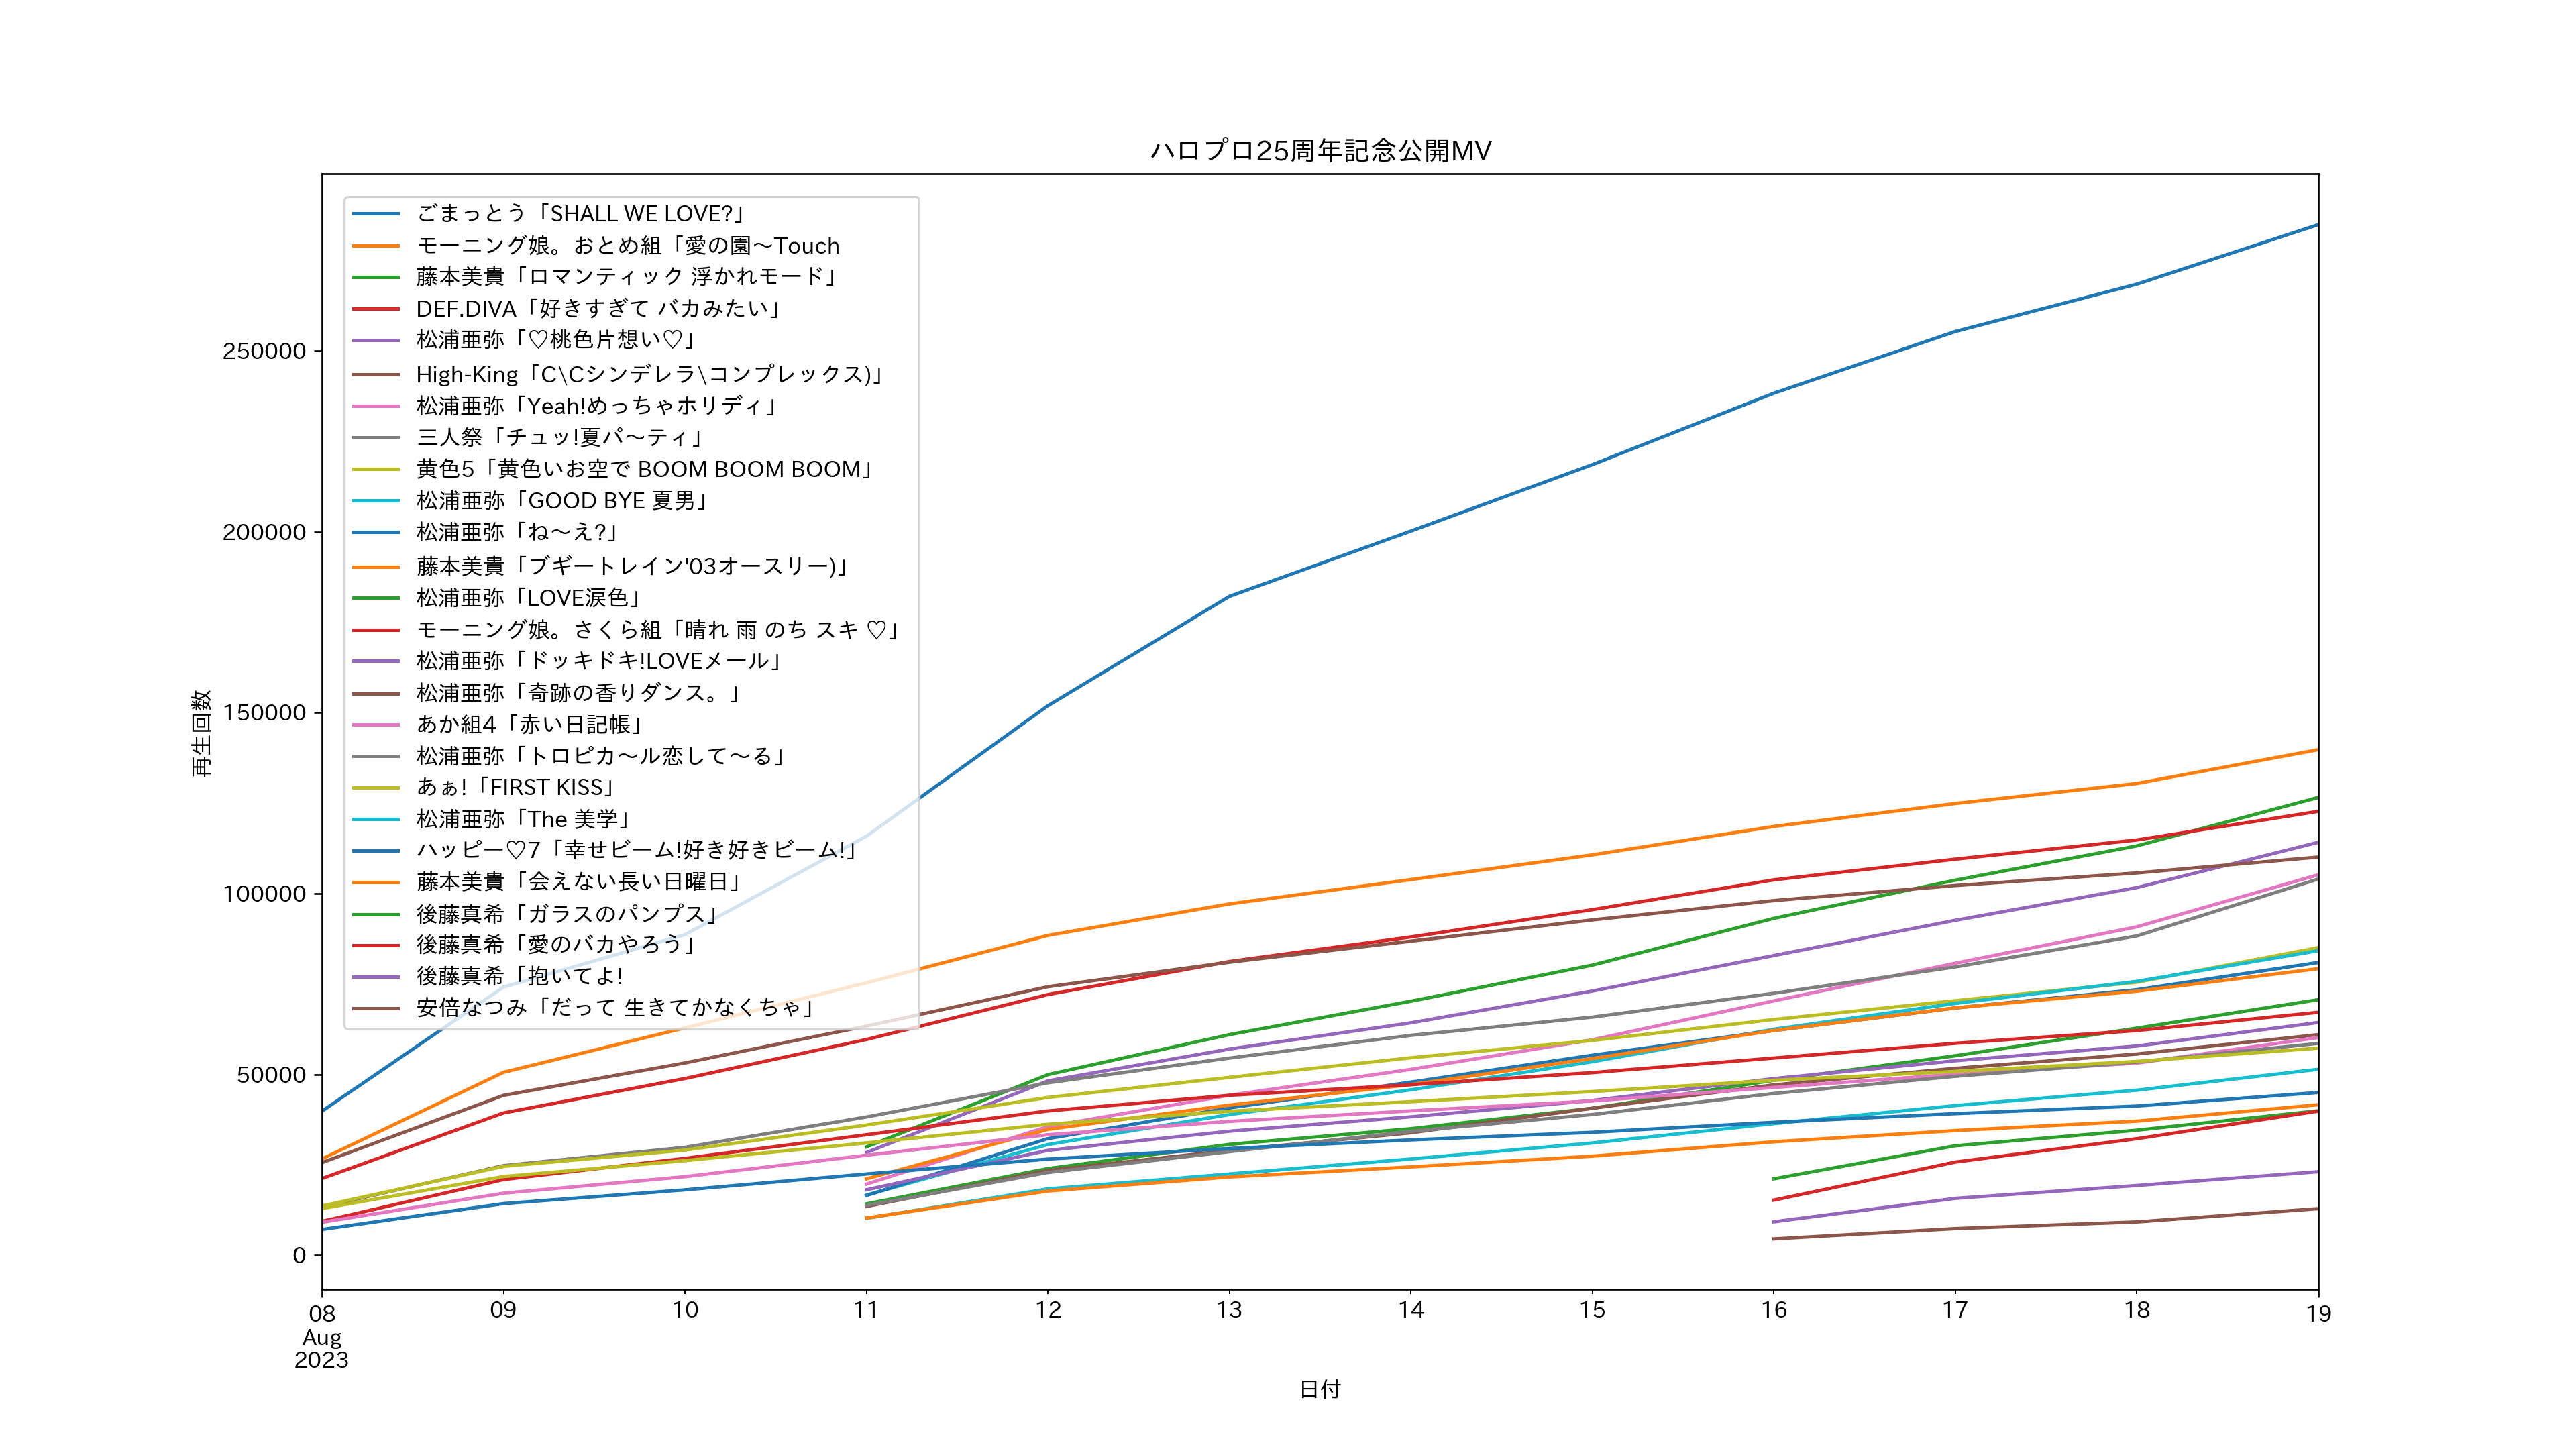 ハロプロ25周年記念公開MV
ごまっとう「SHALL WE LOVE?」
モーニング娘。おとめ組「愛の園〜Touch
藤本美貴「ロマンティック 浮かれモード」
DEF.DIVA「好きすぎて バカみたい」
松浦亜弥「♡桃色片想い♡」
High-King「C\Cシンデレラ\コンプレックス)」
松浦亜弥「Yeah!めっちゃホリディ」
三人祭「チュッ!夏パ〜ティ」
黄色5「黄色いお空で BOOM BOOM BOOM」
松浦亜弥「GOOD BYE 夏男」
松浦亜弥「ね〜え?」
藤本美貴「ブギートレイン'03オースリー)」
松浦亜弥「LOVE涙色」
モーニング娘。さくら組「晴れ 雨 のち スキ ♡」
松浦亜弥「ドッキドキ!LOVEメール」
松浦亜弥「奇跡の香りダンス。」
あか組4「赤い日記帳」
松浦亜弥「トロピカ〜ル恋して〜る」
あぁ!「FIRST KISS」
松浦亜弥「The 美学」
ハッピー♡7「幸せビーム!好き好きビーム!」
藤本美貴「会えない長い日曜日」
後藤真希「ガラスのパンプス」
後藤真希「愛のバカやろう」
後藤真希「抱いてよ!
安倍なつみ「だって 生きてかなくちゃ」
再生回数
250000
200000
150000
100000
50000
0
08 09 10 11 12 13 14 15 16 17 18 19
Aug
2023
日付